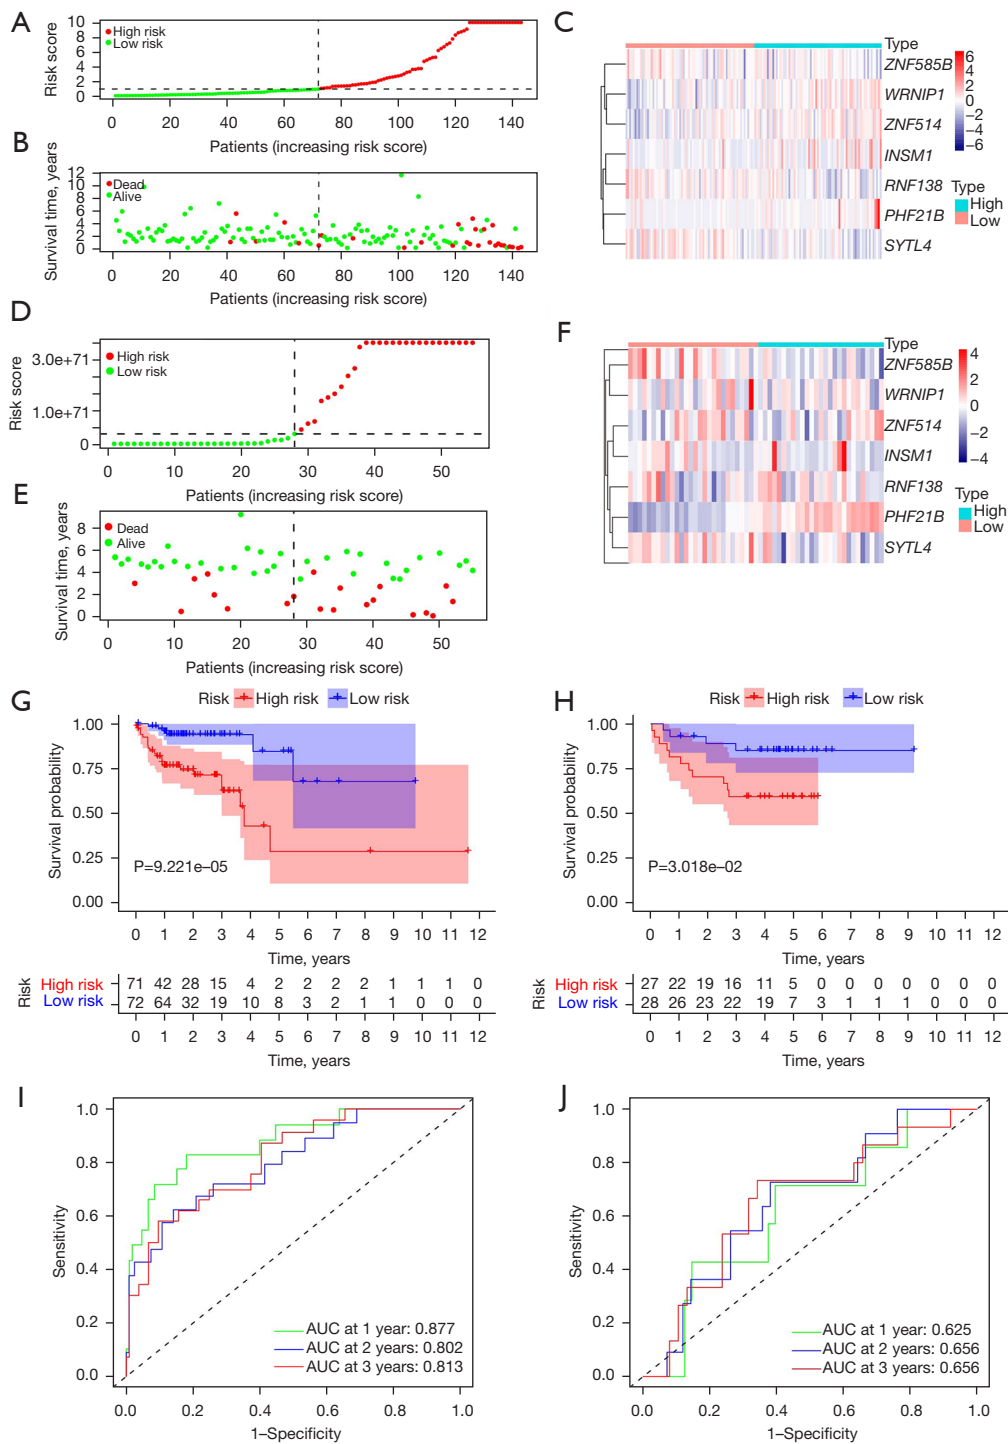 A
Risk score
10
8
6
4
2
0
High risk
Low risk
0 20 40 60 80 100 120 140
Patients (increasing risk score)
B
Survival time, years
12
10
8
6
4
2
0
Dead
Alive
0 20 40 60 80 100 120 140
Patients (increasing risk score)
C
Type
ZNF585B
WRNIP1
ZNF514
INSM1
RNF138
PHF21B
SYTL4
6
4
2
0
−2
−4
−6
Type
High
Low
D
Risk score
3.0e+71
1.0e+71
0
High risk
Low risk
0 10 20 30 40 50
Patients (increasing risk score)
E
Survival time, years
8
6
4
2
0
Dead
Alive
0 10 20 30 40 50
Patients (increasing risk score)
F
Type
ZNF585B
WRNIP1
ZNF514
INSM1
RNF138
PHF21B
SYTL4
4
2
0
−2
−4
Type
High
Low
G
Risk High risk Low risk
Survival probability
1.00
0.75
0.50
0.25
0.00
P=9.221e−05
0 1 2 3 4 5 6 7 8 9 10 11 12
Time, years
Risk
High risk 71 42 28 15 4 2 2 2 2 1 1 1 0
Low risk 72 64 32 19 10 8 3 2 1 1 0 0 0
0 1 2 3 4 5 6 7 8 9 10 11 12
Time, years
H
Risk High risk Low risk
Survival probability
1.00
0.75
0.50
0.25
0.00
P=3.018e−02
0 1 2 3 4 5 6 7 8 9 10 11 12
Time, years
Risk
High risk 27 22 19 16 11 5 0 0 0 0 0 0 0
Low risk 28 26 23 22 19 7 3 1 1 1 0 0 0
0 1 2 3 4 5 6 7 8 9 10 11 12
Time, years
I
Sensitivity
1.0
0.8
0.6
0.4
0.2
0.0
AUC at 1 year: 0.877
AUC at 2 years: 0.802
AUC at 3 years: 0.813
0.0 0.2 0.4 0.6 0.8 1.0
1−Specificity
J
Sensitivity
1.0
0.8
0.6
0.4
0.2
0.0
AUC at 1 year: 0.625
AUC at 2 years: 0.656
AUC at 3 years: 0.656
0.0 0.2 0.4 0.6 0.8 1.0
1−Specificity